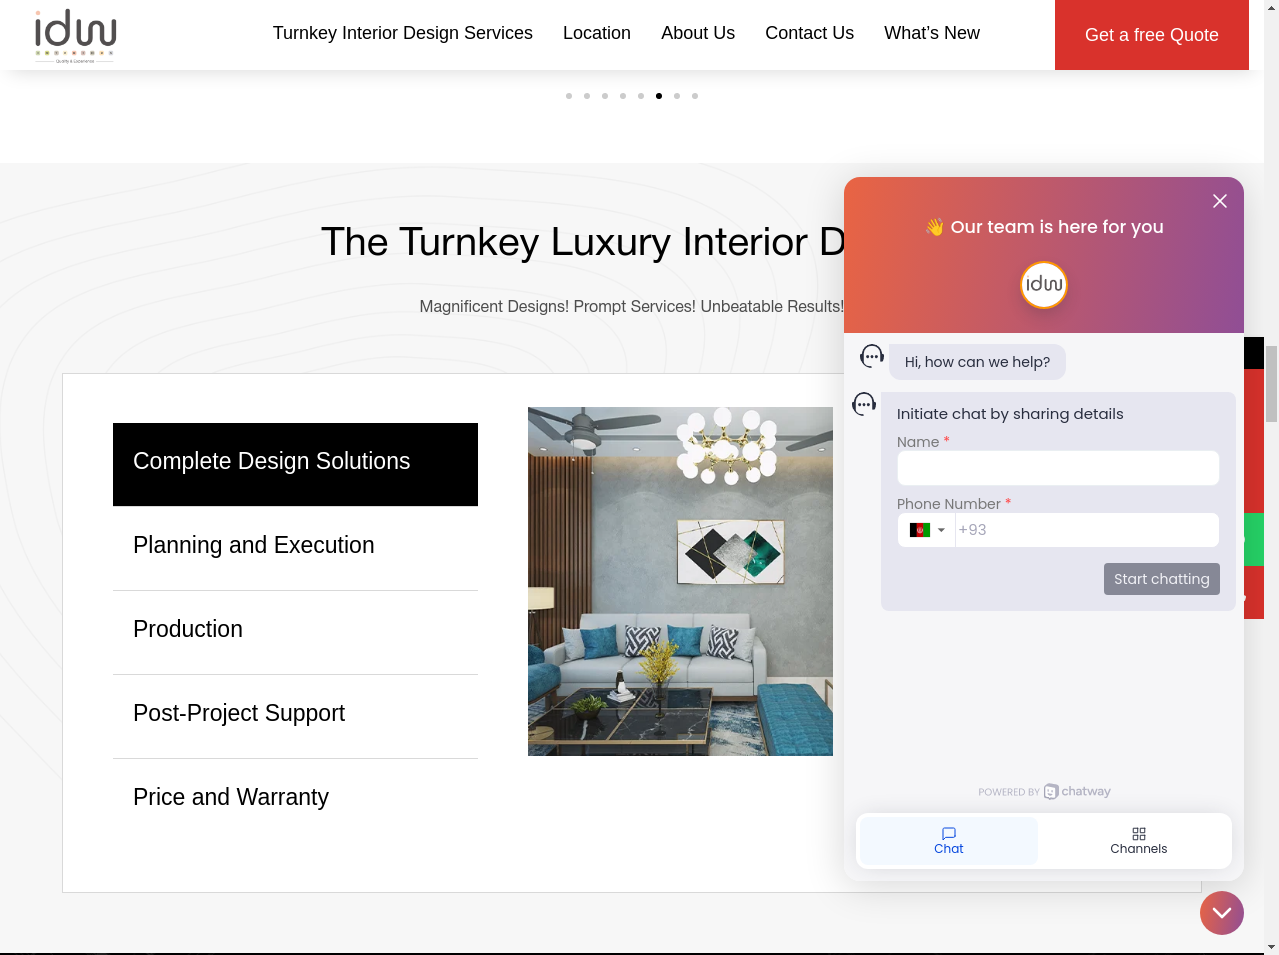 idw
Quality & Experience
Turnkey Interior Design Services
Location
About Us
Contact Us
What's New
Get a free Quote
The Turnkey Luxury Interior D
Magnificent Designs! Prompt Services! Unbeatable Results!
Complete Design Solutions
Planning and Execution
Production
Post-Project Support
Price and Warranty
👋 Our team is here for you
idw
Hi, how can we help?
Initiate chat by sharing details
Name *
Phone Number *
+93
Start chatting
POWERED BY chatway
Chat
Channels